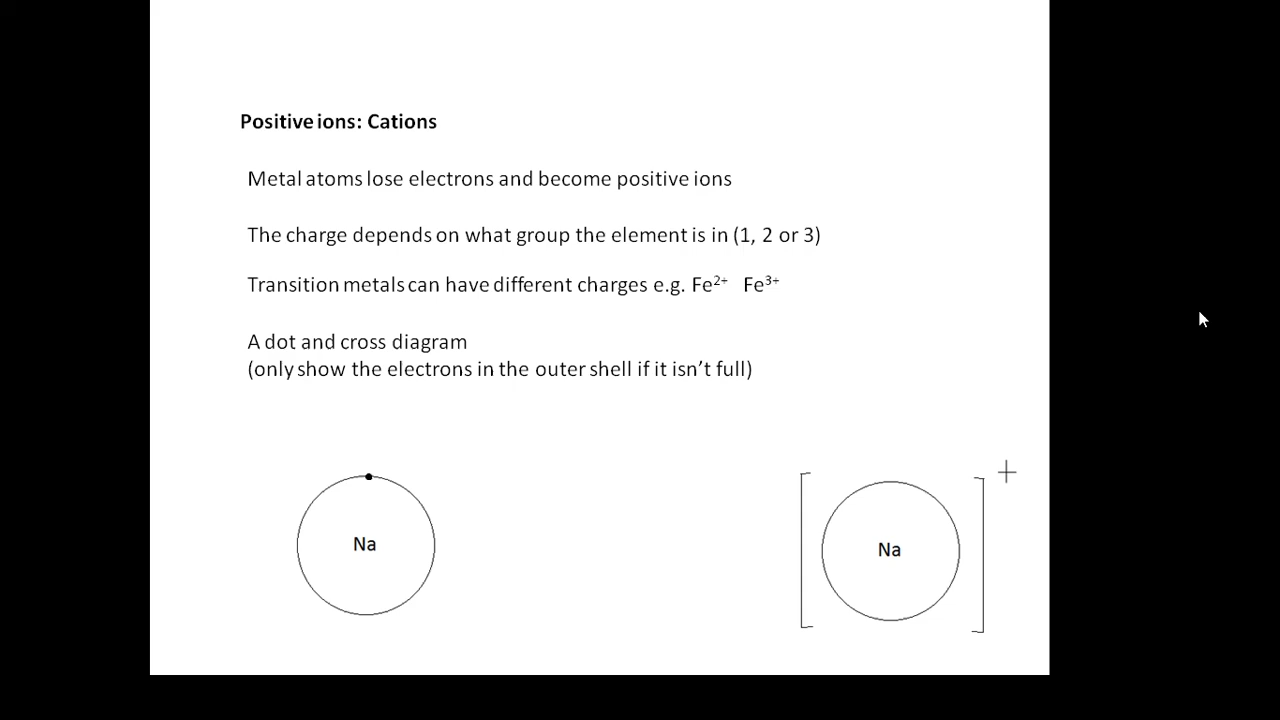 Positive ions: Cations
Metal atoms lose electrons and become positive ions
The charge depends on what group the element is in (1, 2 or 3)
Transition metals can have different charges e.g. Fe²⁺ Fe³⁺
A dot and cross diagram
(only show the electrons in the outer shell if it isn’t full)
Na
[ Na ]+